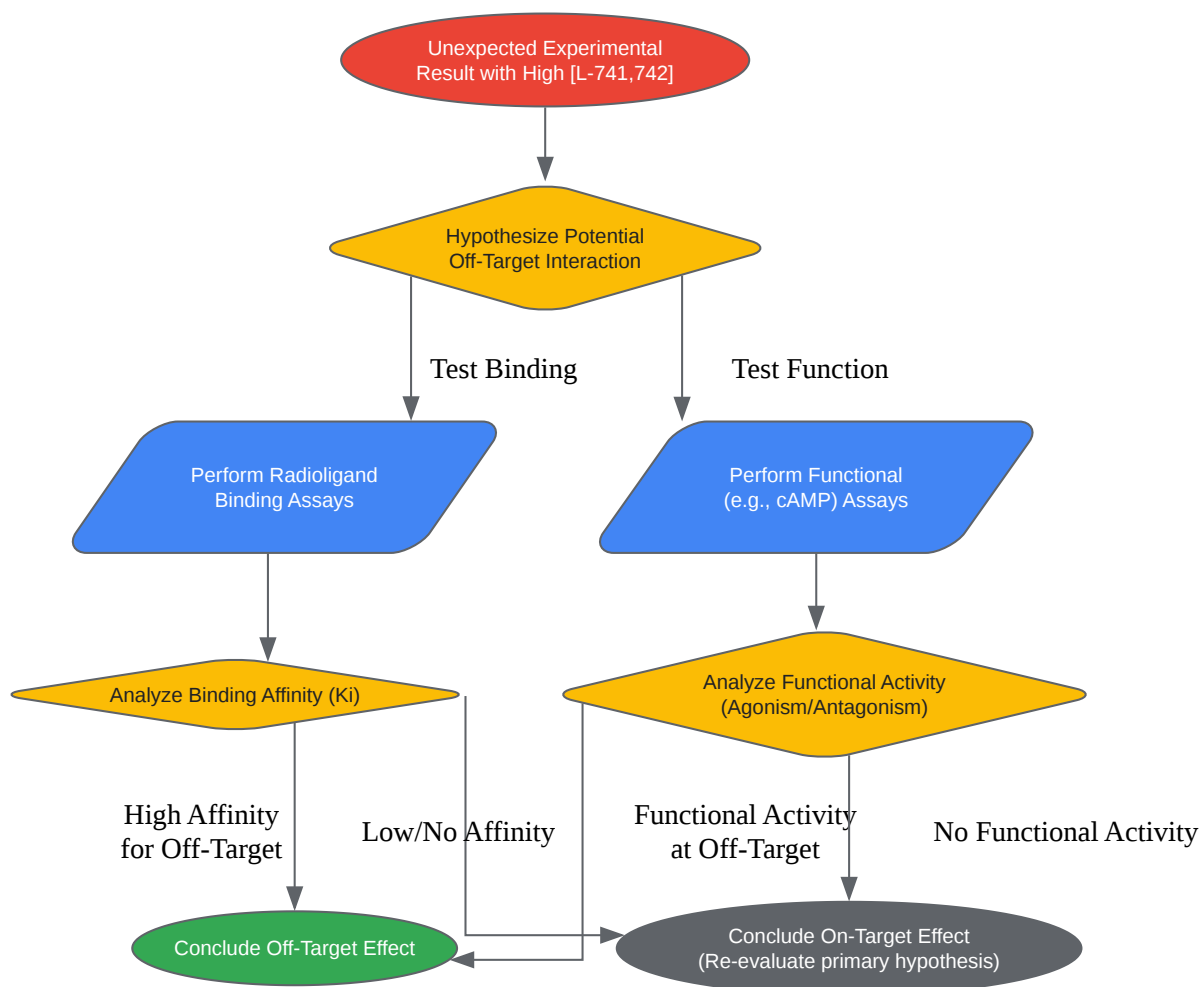 Unexpected Experimental
Result with High [L-741,742]
Hypothesize Potential
Off-Target Interaction
Test Binding
Test Function
Perform Radioligand
Binding Assays
Perform Functional
(e.g., cAMP) Assays
Analyze Binding Affinity (Ki)
Analyze Functional Activity
(Agonism/Antagonism)
High Affinity
for Off-Target
Low/No Affinity
Functional Activity
at Off-Target
No Functional Activity
Conclude Off-Target Effect
Conclude On-Target Effect
(Re-evaluate primary hypothesis)